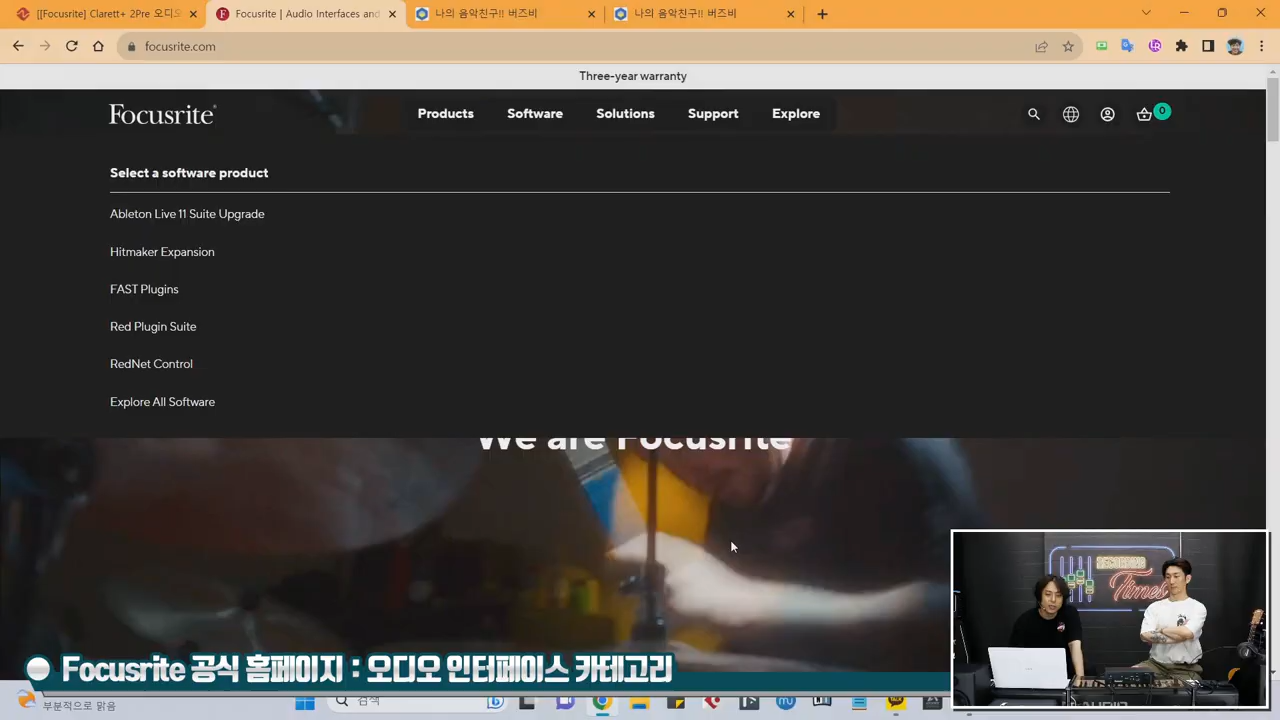 [[Focusrite] Clarett+ 2Pre 오디오
Focusrite | Audio Interfaces and
나의 음악친구!! 버즈비
나의 음악친구!! 버즈비
focusrite.com
Three-year warranty
Focusrite
Products
Software
Solutions
Support
Explore
0
Select a software product
Ableton Live 11 Suite Upgrade
Hitmaker Expansion
FAST Plugins
Red Plugin Suite
RedNet Control
Explore All Software
We are Focusrite
RECORDING
Times
Focusrite 공식 홈페이지 : 오디오 인터페이스 카테고리
부분적으로 맑음
검색